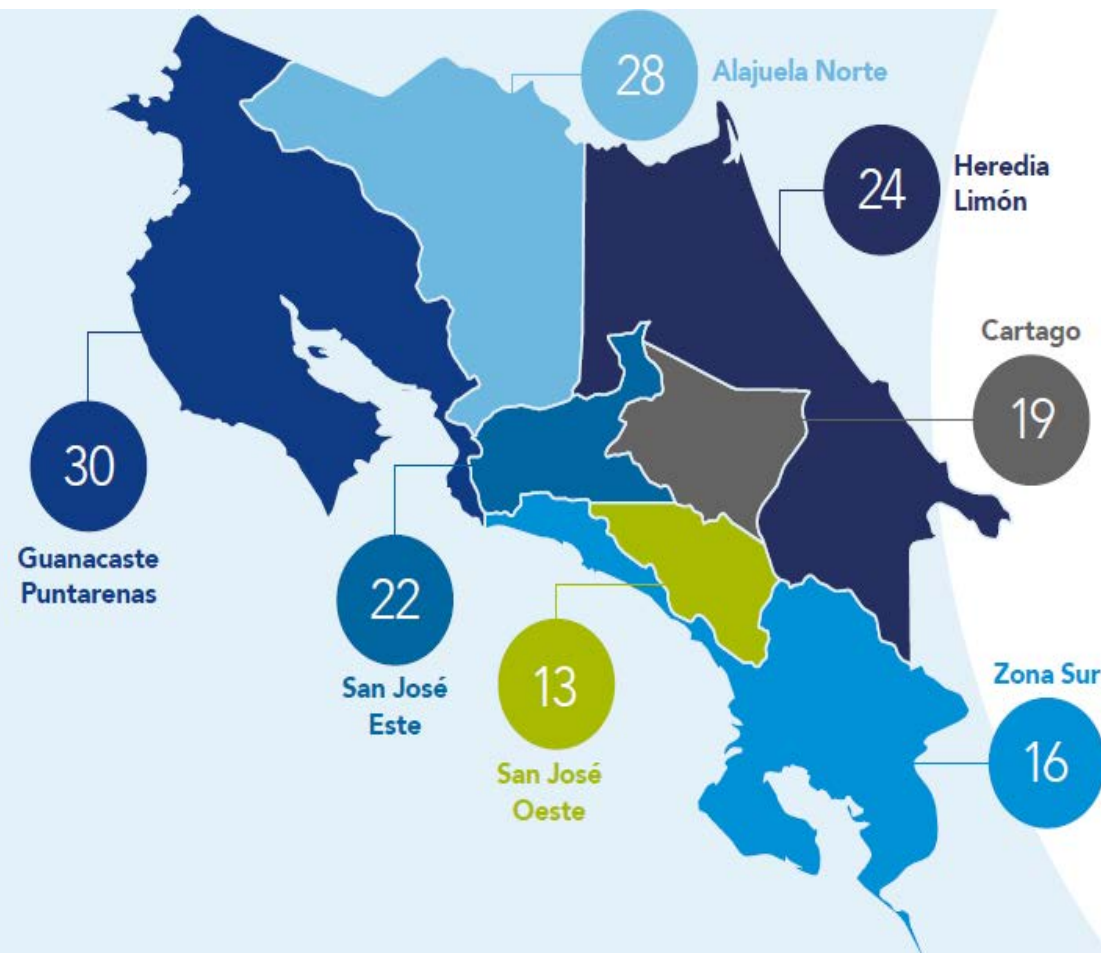 28
Alajuela Norte
24
Heredia
Limón
Cartago
19
30
Guanacaste
Puntarenas
22
San José
Este
13
San José
Oeste
Zona Sur
16